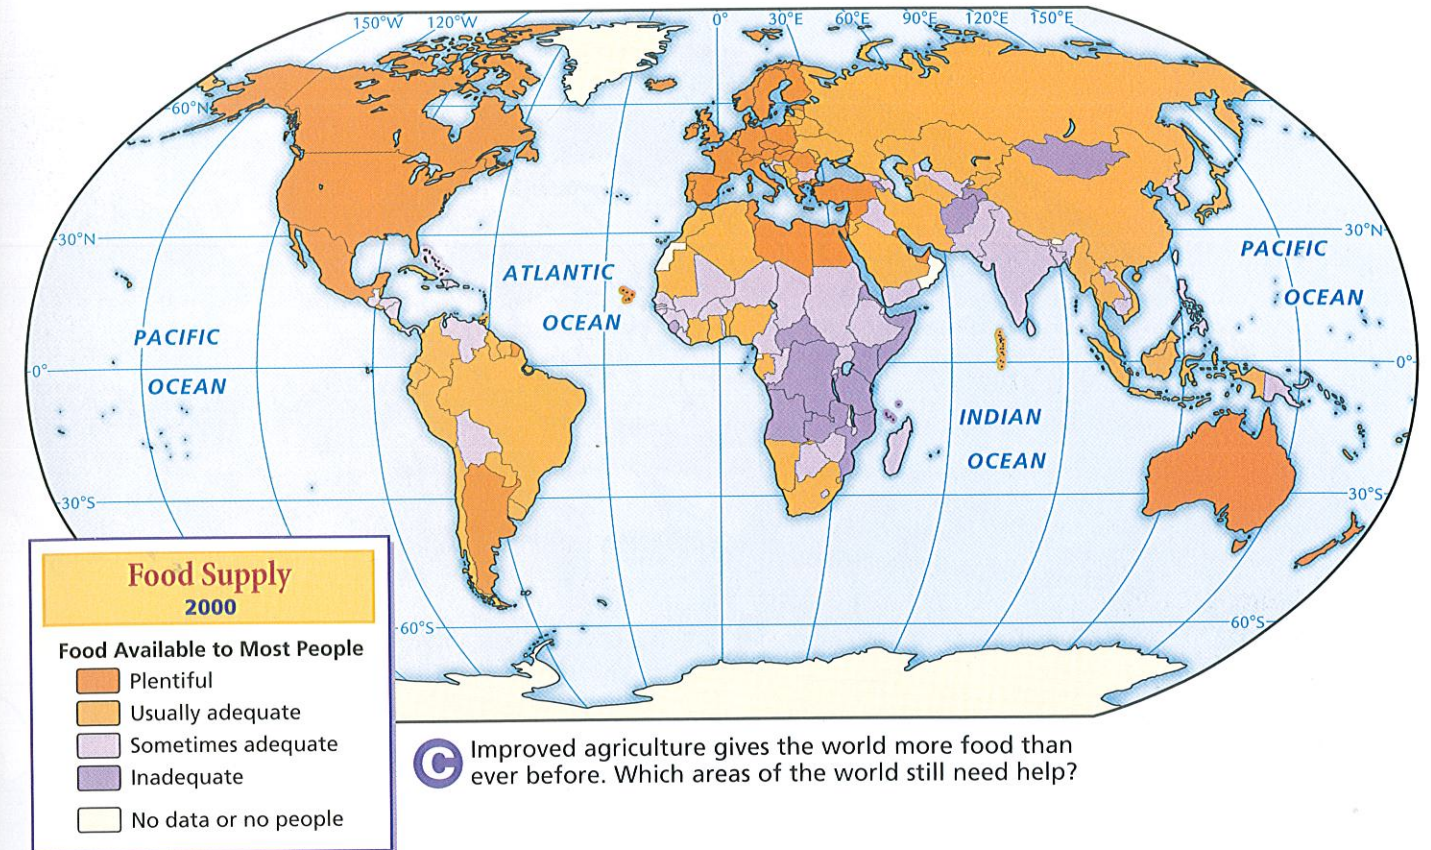 150°W 120°W 0° 30°E 60°E 90°E 120°E 150°E
60°N
30°N 30°N
ATLANTIC
OCEAN
PACIFIC
OCEAN
PACIFIC
OCEAN
0° 0°
INDIAN
OCEAN
30°S 30°S
60°S 60°S
Food Supply
2000
Food Available to Most People
Plentiful
Usually adequate
Sometimes adequate
Inadequate
No data or no people
C Improved agriculture gives the world more food than
ever before. Which areas of the world still need help?